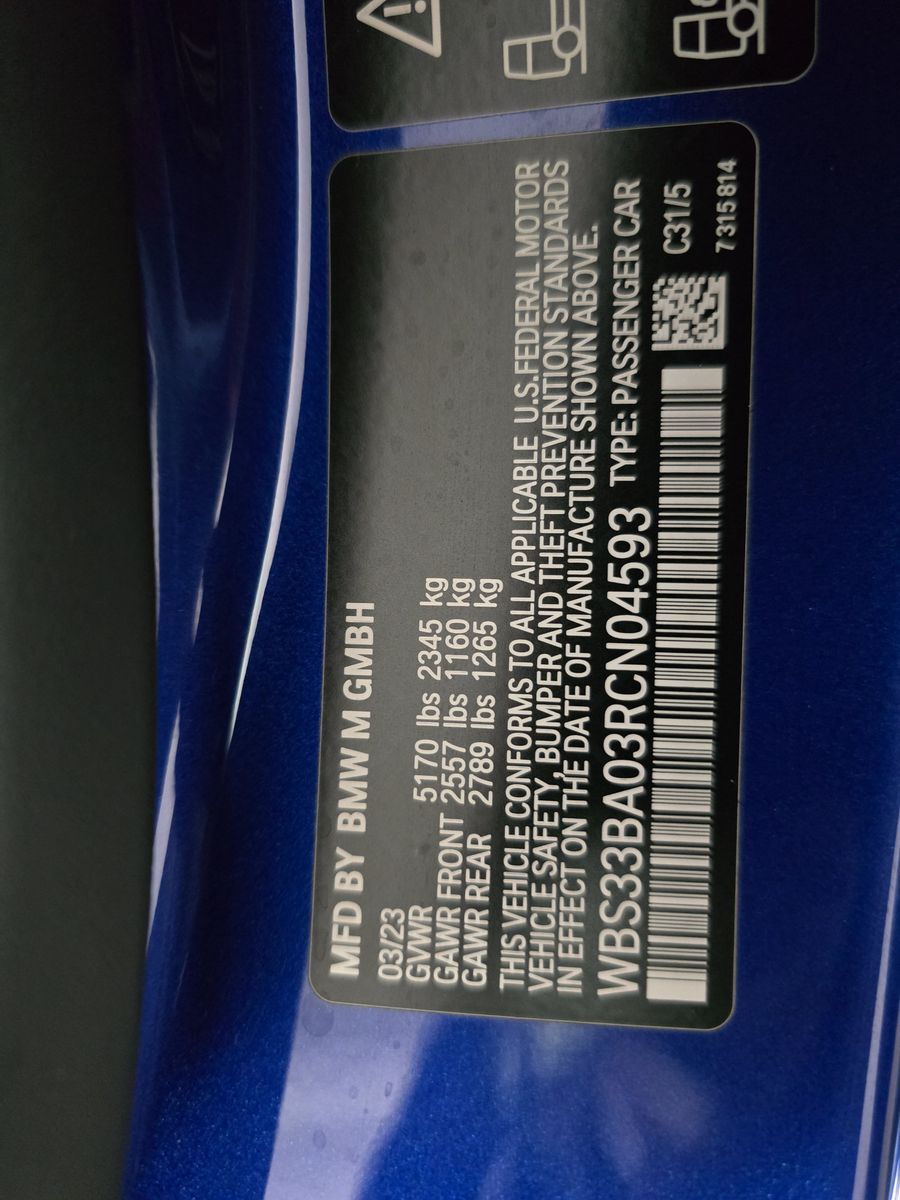 MFD BY BMW M GMBH
03/23
GVWR 5170 lbs 2345 kg
GAWR FRONT 2557 lbs 1160 kg
GAWR REAR 2789 lbs 1265 kg
THIS VEHICLE CONFORMS TO ALL APPLICABLE U.S.FEDERAL MOTOR
VEHICLE SAFETY, BUMPER AND THEFT PREVENTION STANDARDS
IN EFFECT ON THE DATE OF MANUFACTURE SHOWN ABOVE.
WBS33BA03RCN04593 TYPE: PASSENGER CAR
C31/5
7 315 814